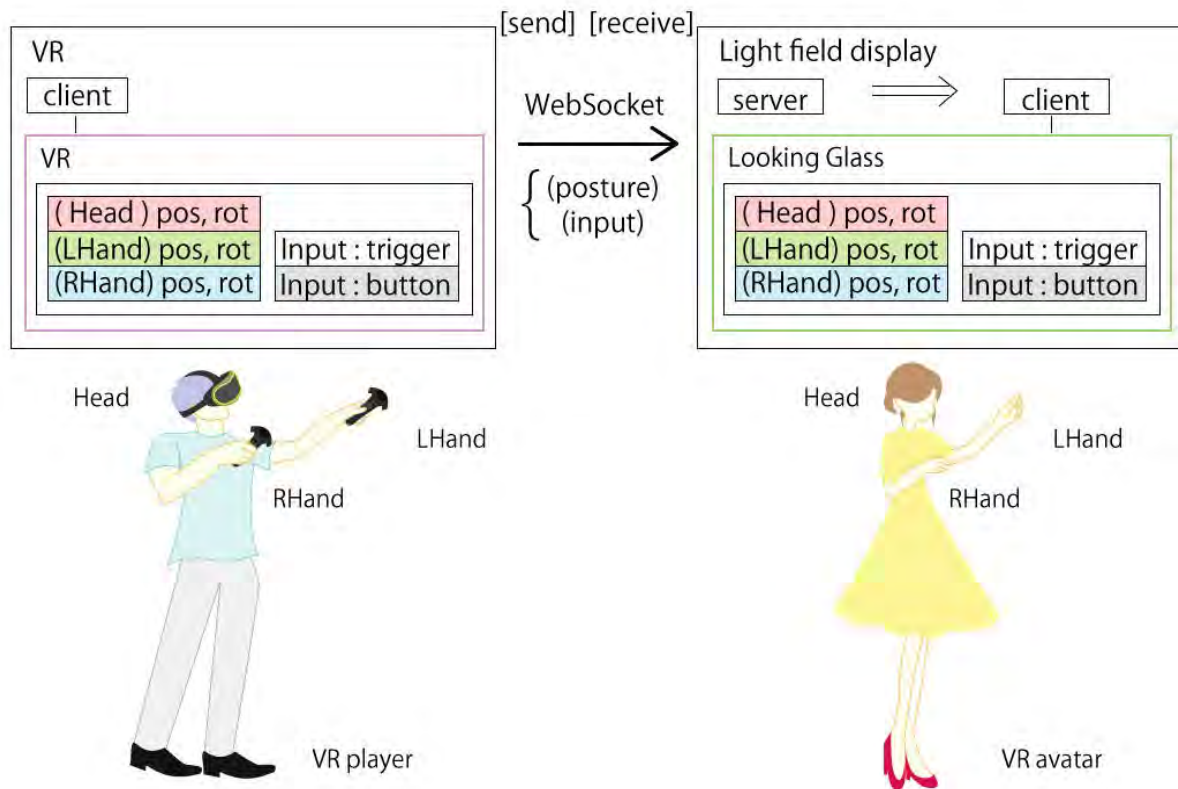 [send] [receive]
VR
client
VR
( Head ) pos, rot
(LHand) pos, rot
(RHand) pos, rot
Input : trigger
Input : button
WebSocket
(posture)
(input)
Light field display
server
client
Looking Glass
( Head ) pos, rot
(LHand) pos, rot
(RHand) pos, rot
Input : trigger
Input : button
Head
LHand
RHand
VR player
Head
LHand
RHand
VR avatar